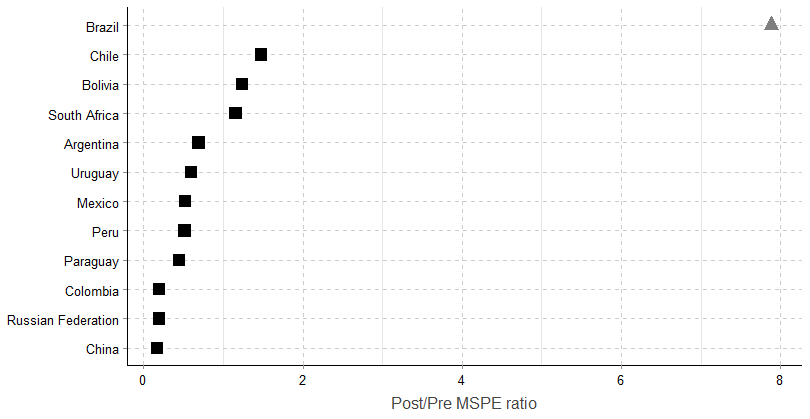 Brazil
Chile
Bolivia
South Africa
Argentina
Uruguay
Mexico
Peru
Paraguay
Colombia
Russian Federation
China
0 2 4 6 8
Post/Pre MSPE ratio